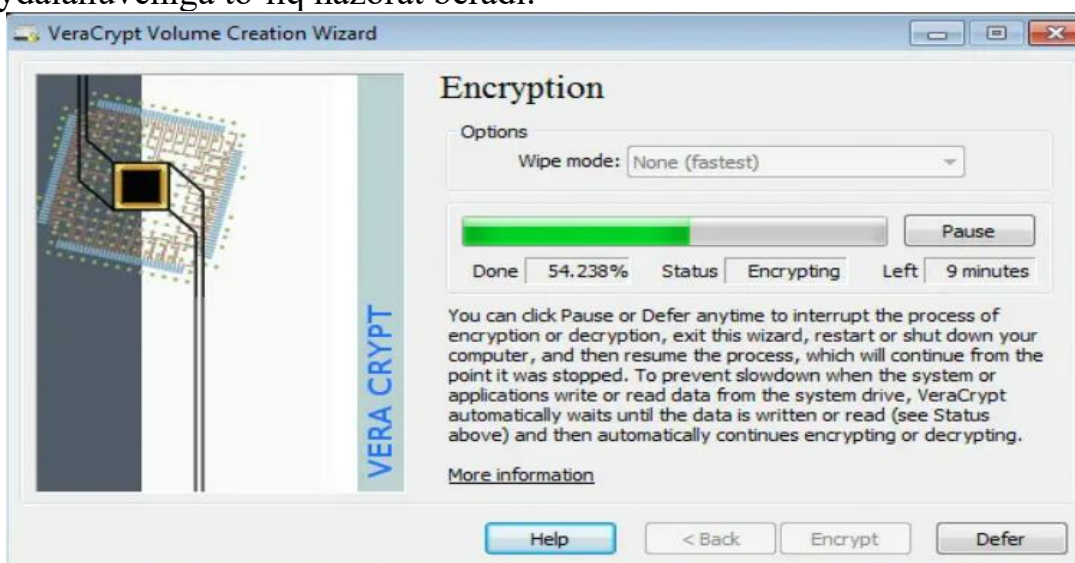 to
nazorat beradi.
VeraCrypt Volume Creation Wizard
Encryption
Options
Wipe mode: None (fastest)
Pause
Done 54.238% Status Encrypting Left 9 minutes
You can click Pause or Defer anytime to interrupt the process of
encryption or decryption, exit this wizard, restart or shut down your
computer, and then resume the process, which will continue from the
point it was stopped. To prevent slowdown when the system or
applications write or read data from the system drive, VeraCrypt
automatically waits until the data is written or read (see Status
above) and then automatically continues encrypting or decrypting.
More information
VERA CRYPT
Help < Back Encrypt Defer